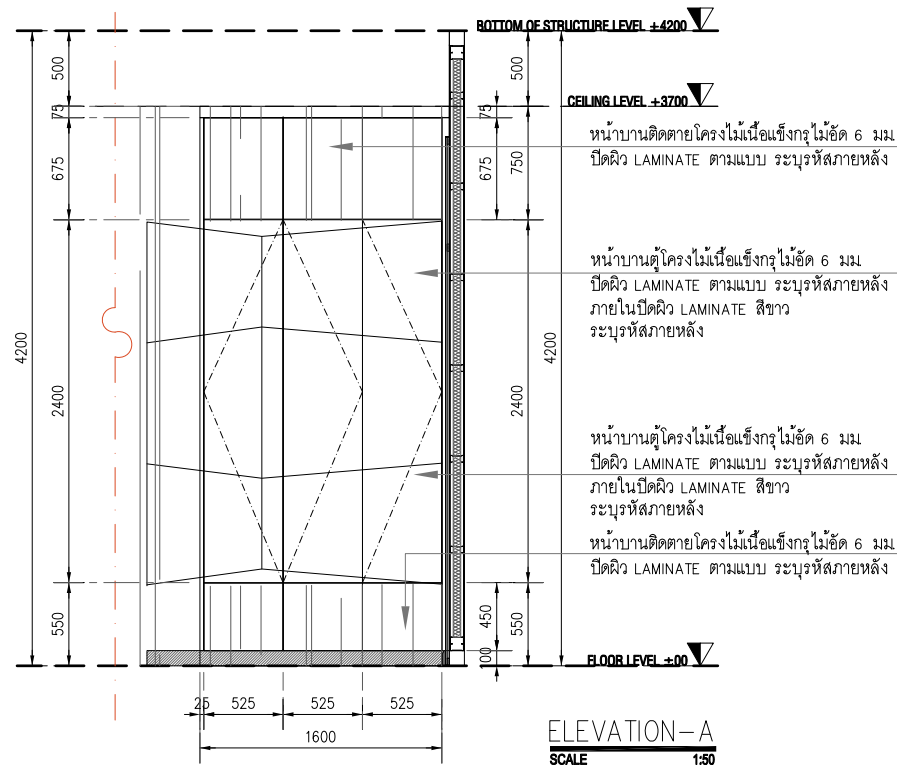 BOTTOM OF STRUCTURE LEVEL +4200
CEILING LEVEL +3700
500
75
675
2400
4200
550
500
75
675
750
2400
4200
450
550
100
หน้าบานติดตายโครงไม้เนื้อแข็งกรุไม้อัด 6 มม.
ปิดผิว LAMINATE ตามแบบ ระบุรหัสภายหลัง
หน้าบานตู้โครงไม้เนื้อแข็งกรุไม้อัด 6 มม.
ปิดผิว LAMINATE ตามแบบ ระบุรหัสภายหลัง
ภายในปิดผิว LAMINATE สีขาว
ระบุรหัสภายหลัง
หน้าบานตู้โครงไม้เนื้อแข็งกรุไม้อัด 6 มม.
ปิดผิว LAMINATE ตามแบบ ระบุรหัสภายหลัง
ภายในปิดผิว LAMINATE สีขาว
ระบุรหัสภายหลัง
หน้าบานติดตายโครงไม้เนื้อแข็งกรุไม้อัด 6 มม.
ปิดผิว LAMINATE ตามแบบ ระบุรหัสภายหลัง
FLOOR LEVEL ±00
25 525 525 525
1600
ELEVATION-A
SCALE 1:50